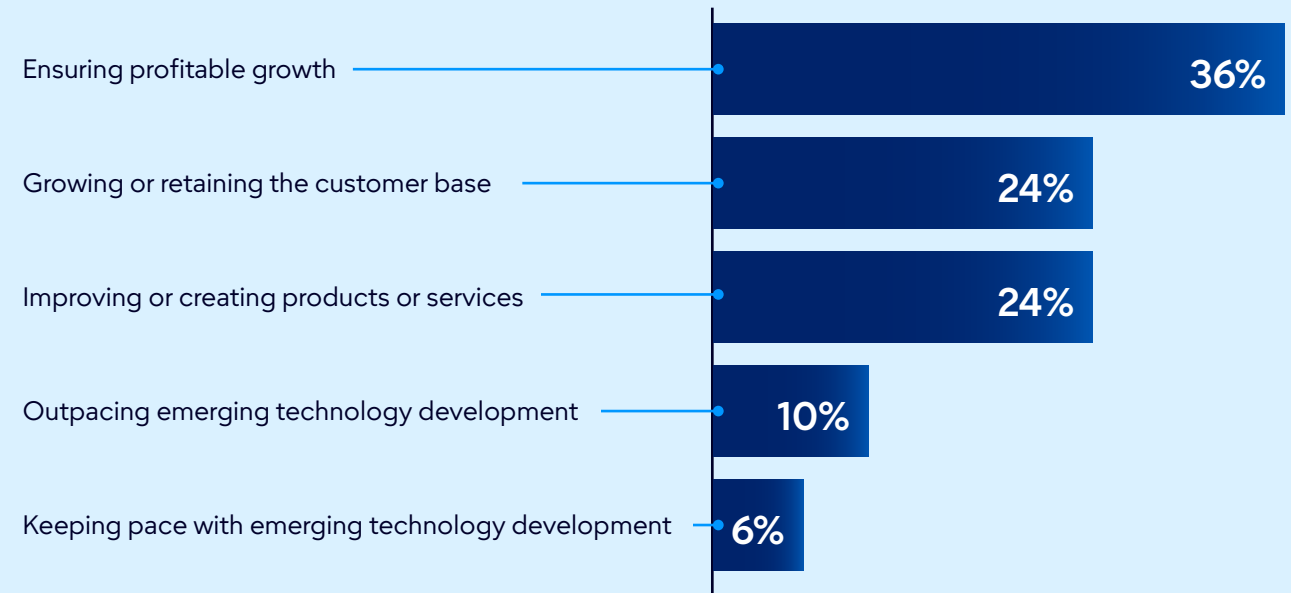 Ensuring profitable growth 36%
Growing or retaining the customer base 24%
Improving or creating products or services 24%
Outpacing emerging technology development 10%
Keeping pace with emerging technology development 6%